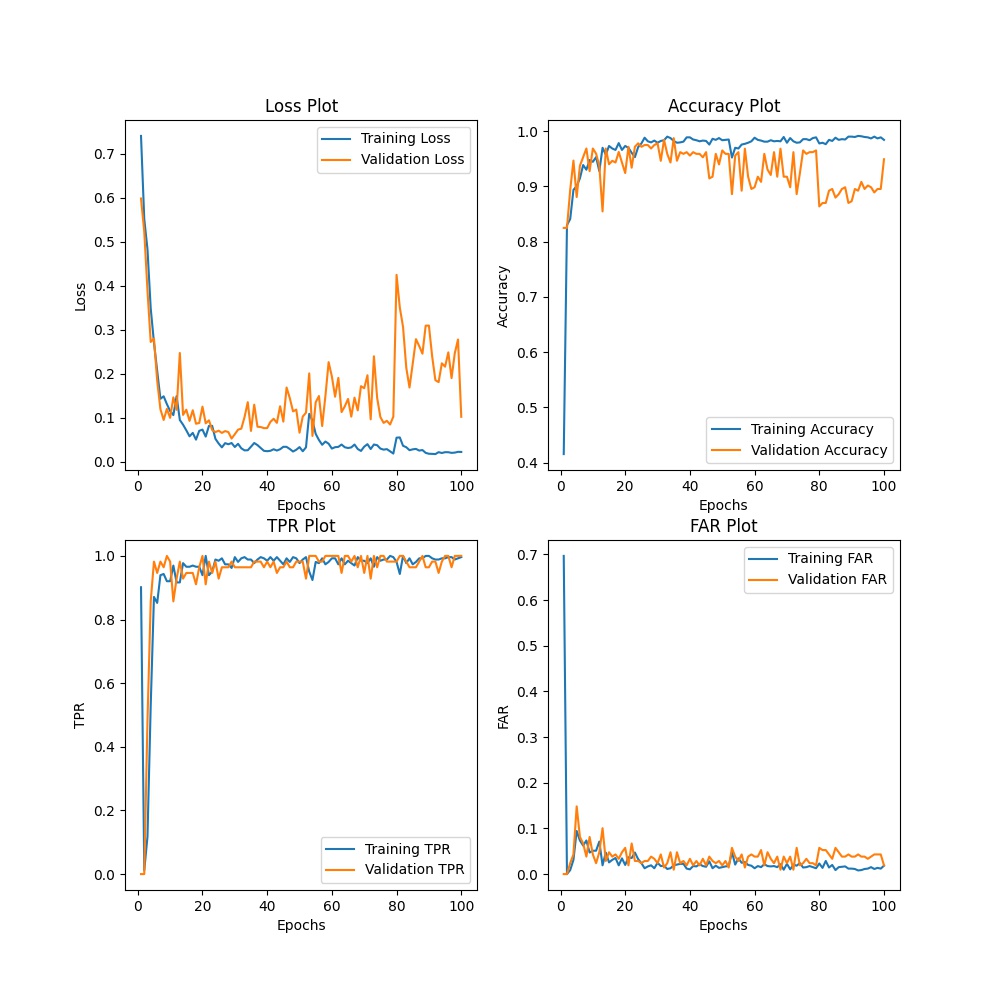 Loss Plot
Training Loss
Validation Loss
0.7
0.6
0.5
0.4
0.3
0.2
0.1
0.0
Loss
0 20 40 60 80 100
Epochs
Accuracy Plot
1.0
0.9
0.8
0.7
0.6
0.5
0.4
Accuracy
Training Accuracy
Validation Accuracy
0 20 40 60 80 100
Epochs
TPR Plot
1.0
0.8
0.6
0.4
0.2
0.0
TPR
Training TPR
Validation TPR
0 20 40 60 80 100
Epochs
FAR Plot
Training FAR
Validation FAR
0.7
0.6
0.5
0.4
0.3
0.2
0.1
0.0
FAR
0 20 40 60 80 100
Epochs